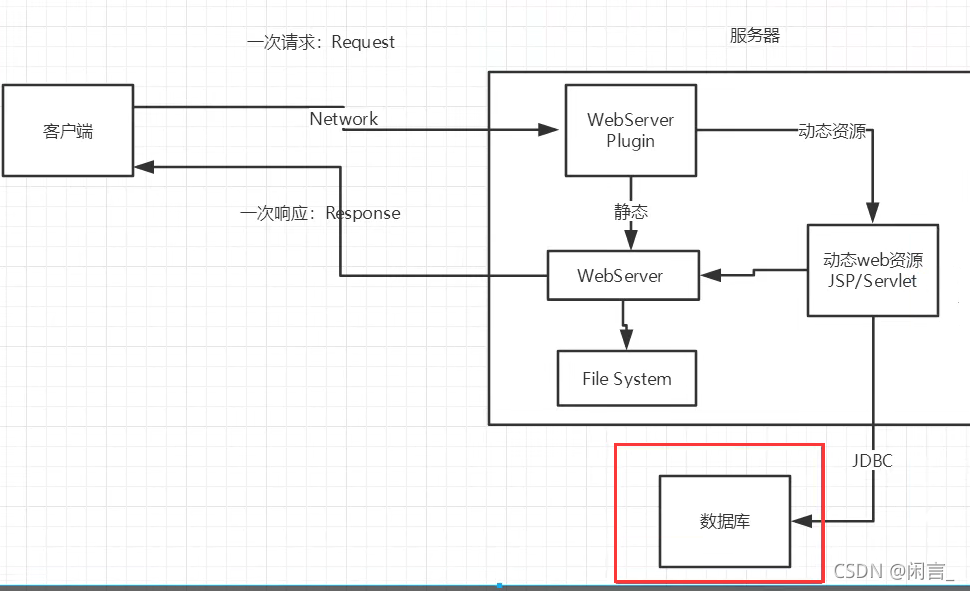 一次请求：Request
服务器
客户端
Network
WebServer
Plugin
动态资源
一次响应：Response
静态
WebServer
动态web资源
JSP/Servlet
File System
JDBC
数据库
CSDN @闲言_